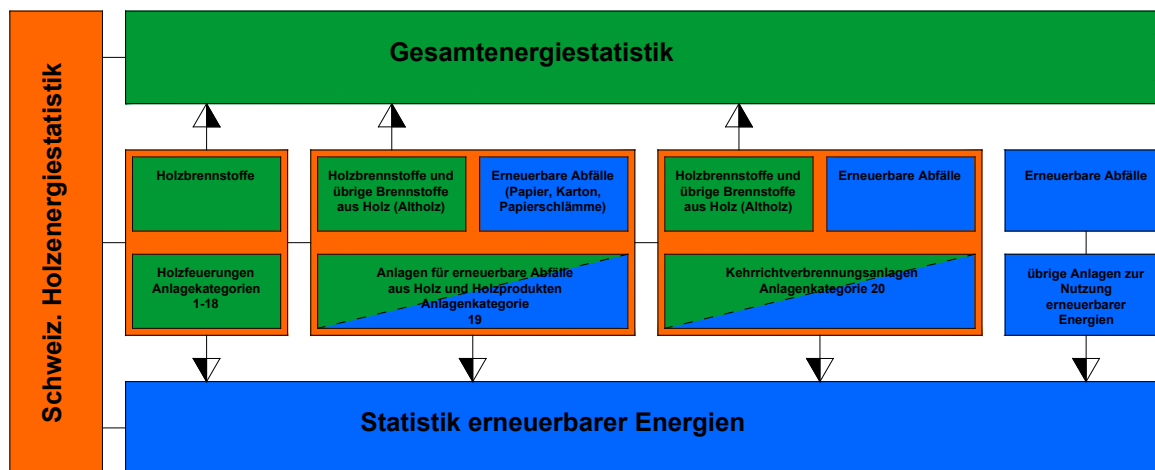 Schweiz. Holzenergiestatistik
Gesamtenergiestatistik
Holzbrennstoffe
Holzbrennstoffe und
übrige Brennstoffe
aus Holz (Altholz)
Erneuerbare Abfälle
(Papier, Karton,
Papierschlämme)
Holzbrennstoffe und
übrige Brennstoffe
aus Holz (Altholz)
Erneuerbare Abfälle
Erneuerbare Abfälle
Holzfeuerungen
Anlagekategorien
1-18
Anlagen für erneuerbare Abfälle
aus Holz und Holzprodukten
Anlagenkategorie
19
Kehrrichtverbrennungsanlagen
Anlagenkategorie 20
übrige Anlagen zur
Nutzung
erneuerbarer
Energien
Statistik erneuerbarer Energien